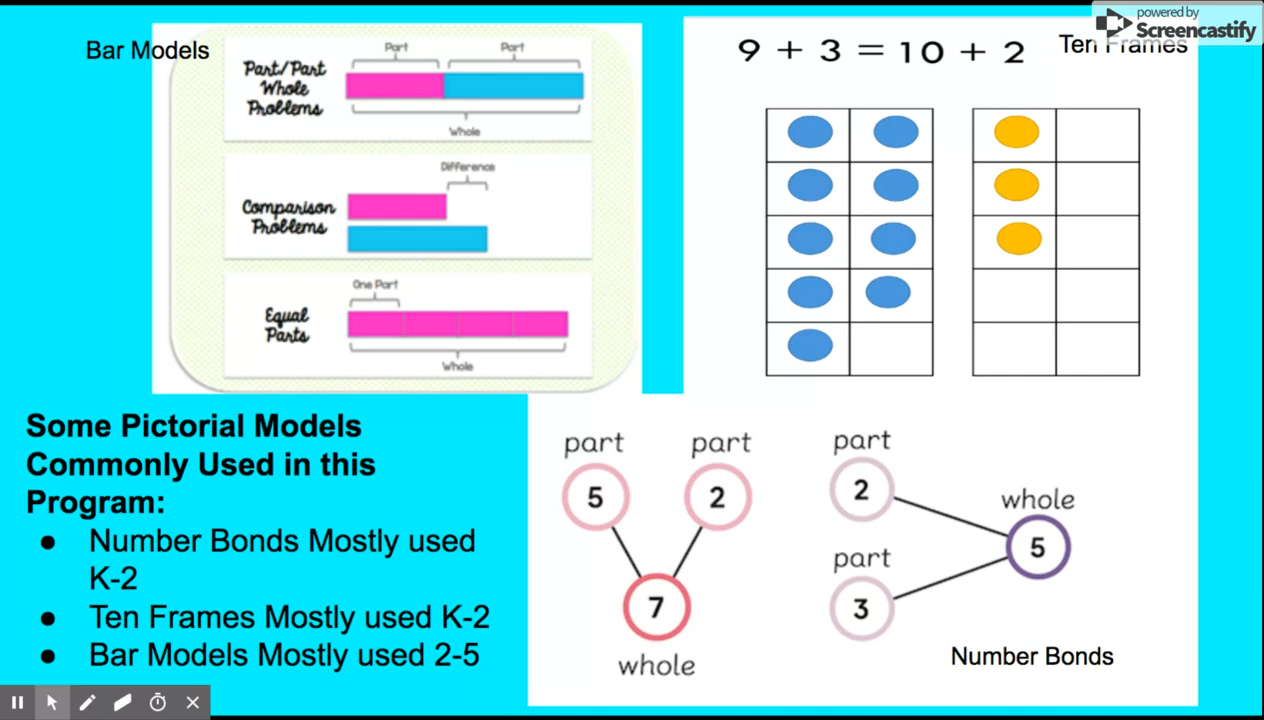 powered by
Screencastify
Bar Models
Part Part
Part/Part
Whole
Problems
Whole
Difference
Comparison
Problems
One Part
Equal
Parts
Whole
9 + 3 = 10 + 2
Ten Frames
Some Pictorial Models
Commonly Used in this
Program:
● Number Bonds Mostly used
K-2
● Ten Frames Mostly used K-2
● Bar Models Mostly used 2-5
part part
5 2
7
whole
part
2
whole
5
part
3
Number Bonds